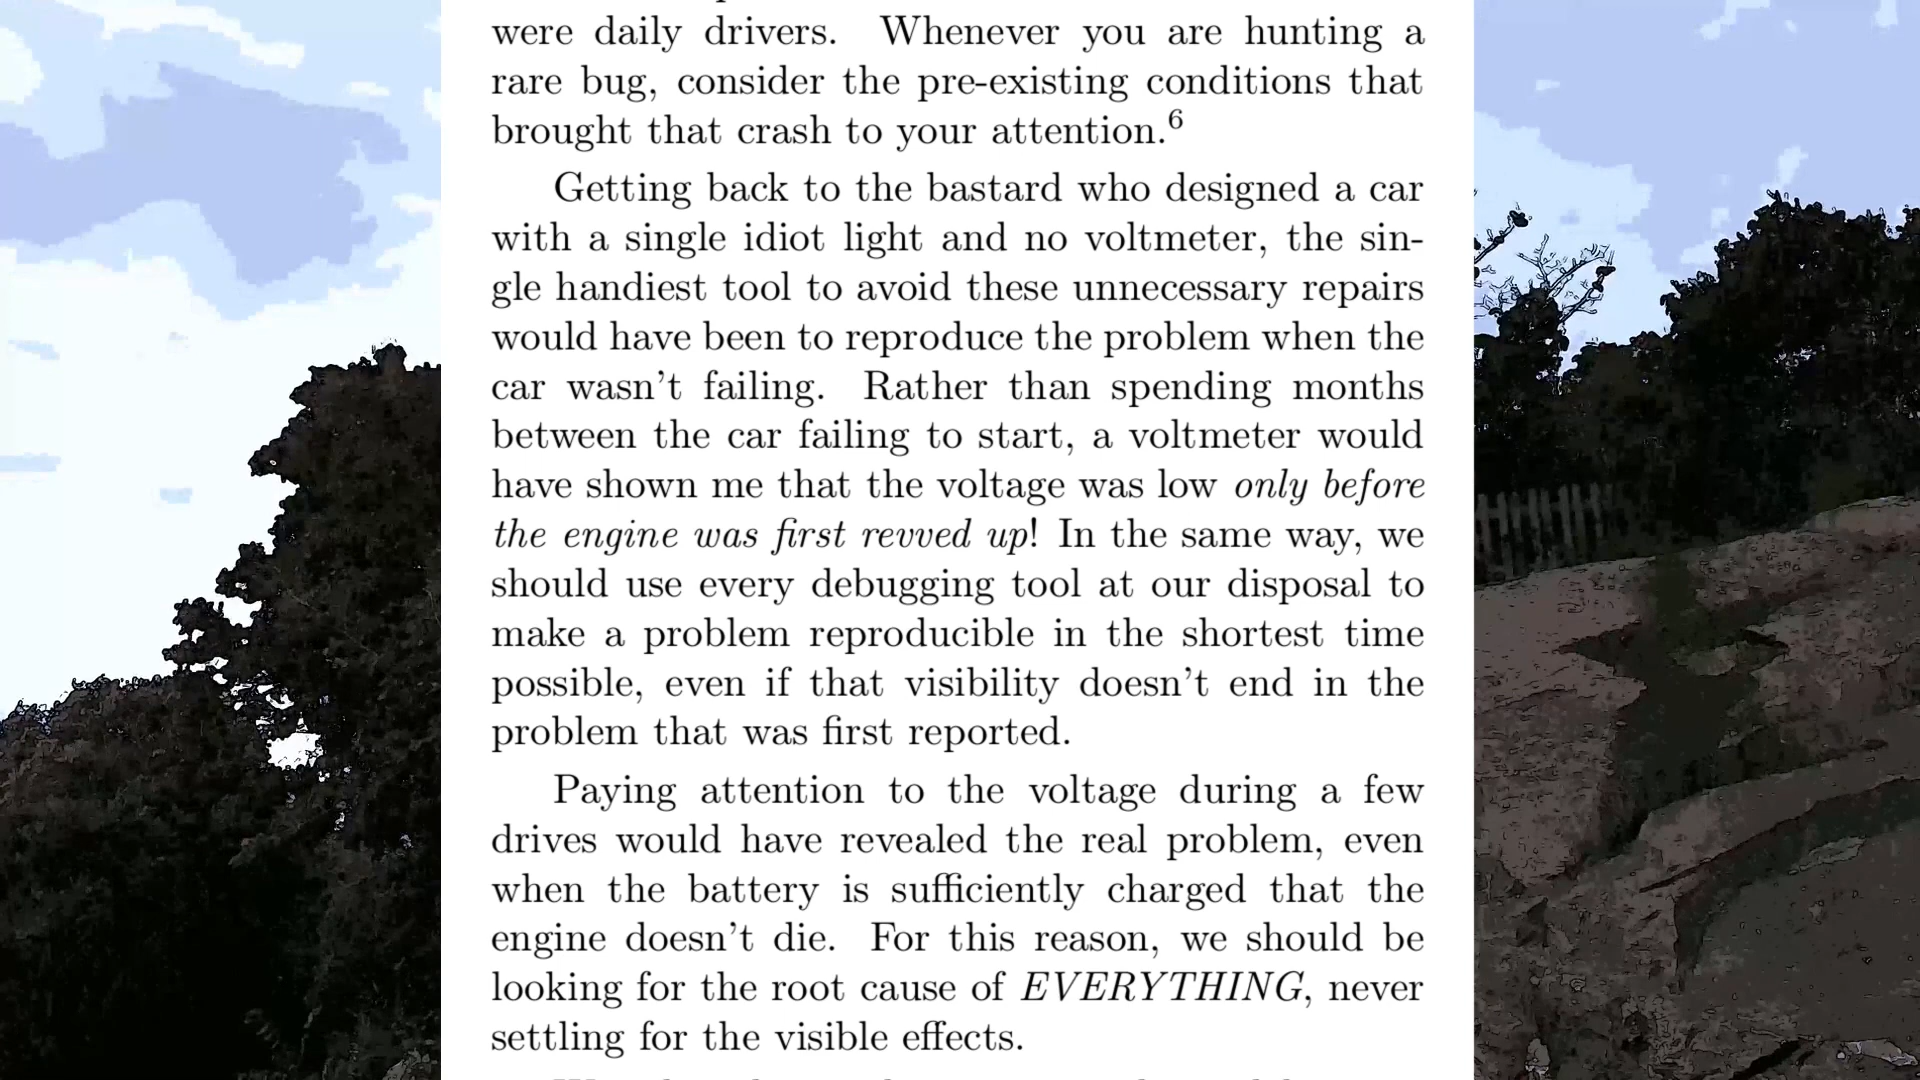 were daily drivers. Whenever you are hunting a
rare bug, consider the pre-existing conditions that
brought that crash to your attention.6
Getting back to the bastard who designed a car
with a single idiot light and no voltmeter, the sin-
gle handiest tool to avoid these unnecessary repairs
would have been to reproduce the problem when the
car wasn't failing. Rather than spending months
between the car failing to start, a voltmeter would
have shown me that the voltage was low only before
the engine was first revved up! In the same way, we
should use every debugging tool at our disposal to
make a problem reproducible in the shortest time
possible, even if that visibility doesn't end in the
problem that was first reported.
Paying attention to the voltage during a few
drives would have revealed the real problem, even
when the battery is sufficiently charged that the
engine doesn't die. For this reason, we should be
looking for the root cause of EVERYTHING, never
settling for the visible effects.